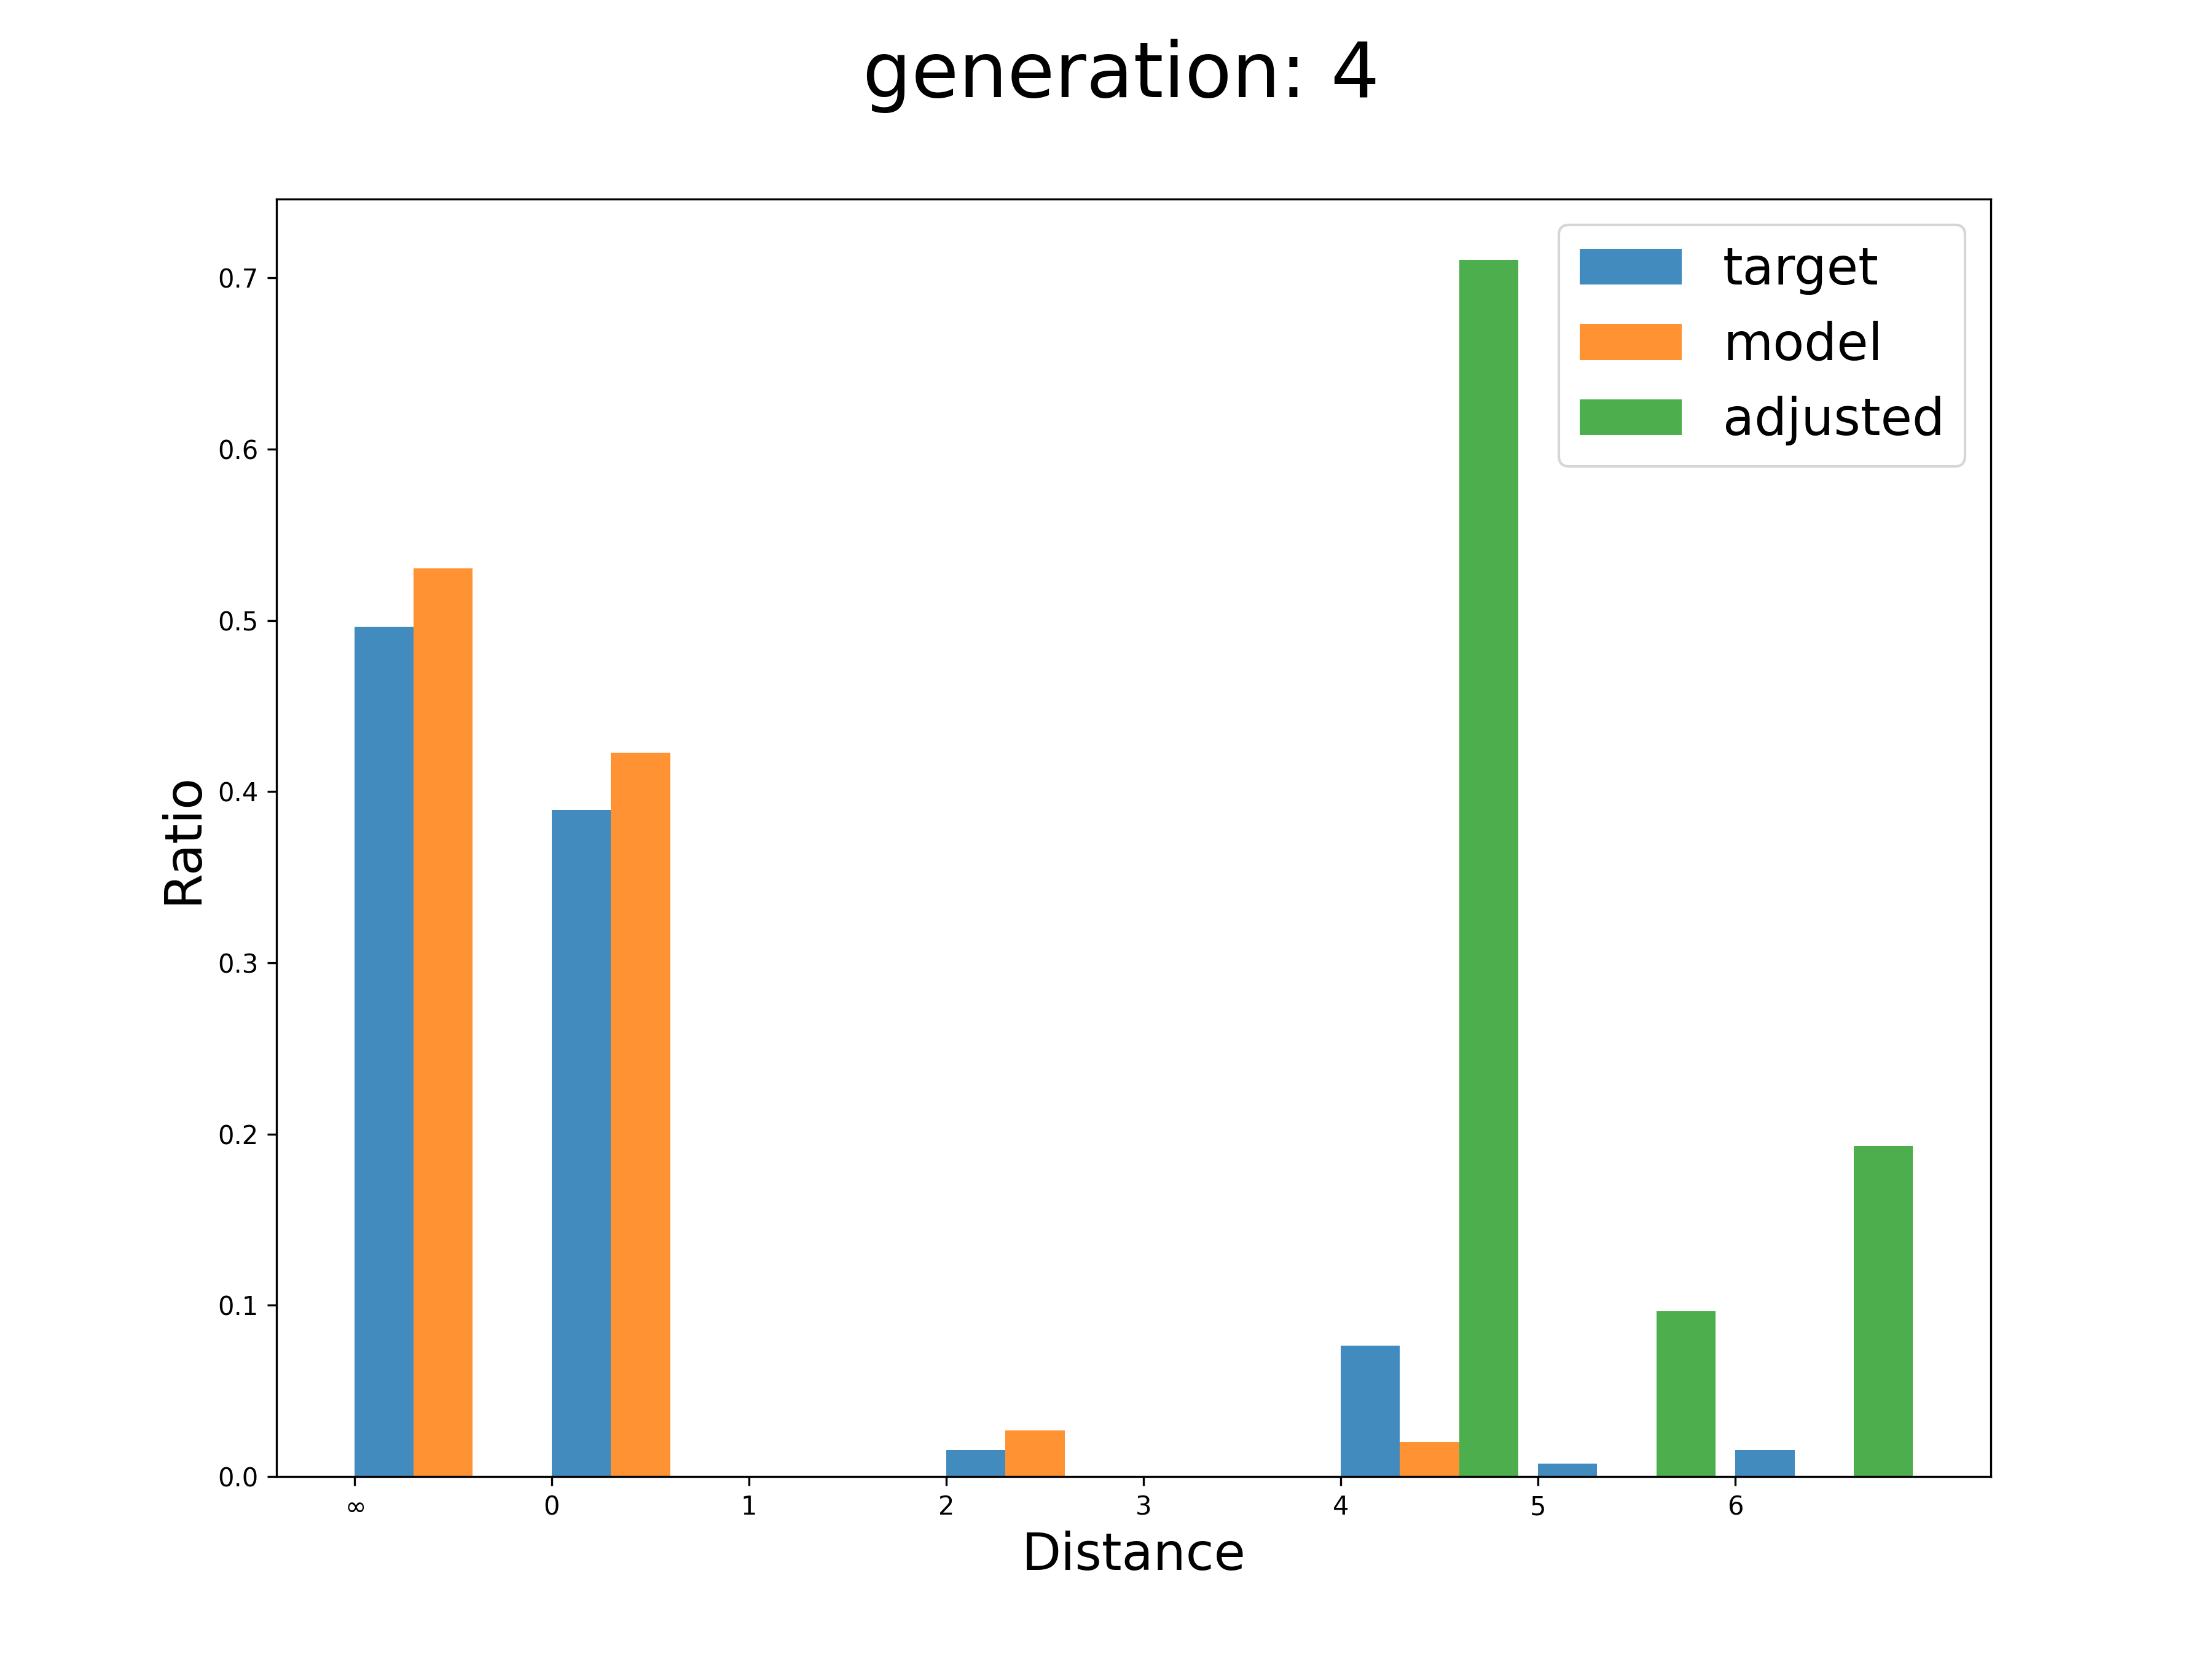 generation: 4
target
model
adjusted
0.7
0.6
0.5
0.4
0.3
0.2
0.1
0.0
Ratio
∞ 0 1 2 3 4 5 6
Distance